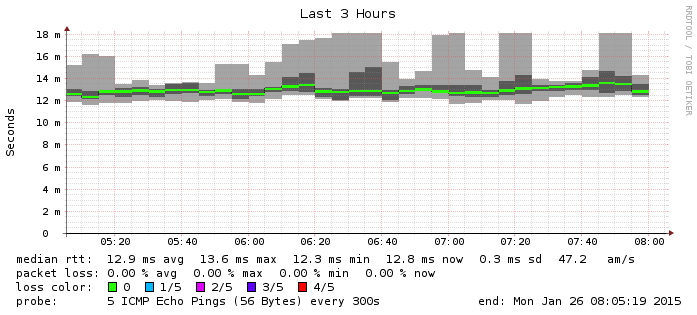 Last 3 Hours
RRDTOOL / TOBI OETIKER
Seconds
18 m
16 m
14 m
12 m
10 m
8 m
6 m
4 m
2 m
0
05:20 05:40 06:00 06:20 06:40 07:00 07:20 07:40 08:00
median rtt: 12.9 ms avg 13.6 ms max 12.3 ms min 12.8 ms now 0.3 ms sd 47.2 am/s
packet loss: 0.00 % avg 0.00 % max 0.00 % min 0.00 % now
loss color: 0 1/5 2/5 3/5 4/5
probe: 5 ICMP Echo Pings (56 Bytes) every 300s end: Mon Jan 26 08:05:19 2015